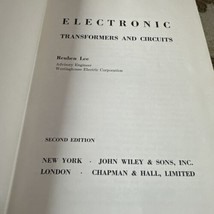 ELECTRONIC
TRANSFORMERS AND CIRCUITS
Reuben Lee
Advisory Engineer
Westinghouse Electric Corporation
SECOND EDITION
NEW YORK · JOHN WILEY & SONS, INC.
LONDON · CHAPMAN & HALL, LIMITED